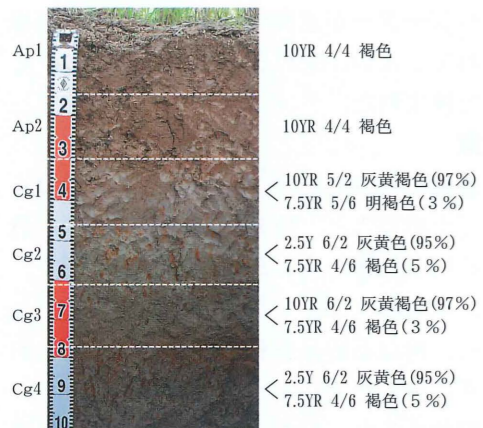 Ap1
10YR 4/4 褐色
Ap2
10YR 4/4 褐色
Cg1
10YR 5/2 灰黄褐色(97%)
7.5YR 5/6 明褐色(3%)
Cg2
2.5Y 6/2 灰黄色(95%)
7.5YR 4/6 褐色(5%)
Cg3
10YR 6/2 灰黄褐色(97%)
7.5YR 4/6 褐色(3%)
Cg4
2.5Y 6/2 灰黄色(95%)
7.5YR 4/6 褐色(5%)
1
2
3
4
5
6
7
8
9
10